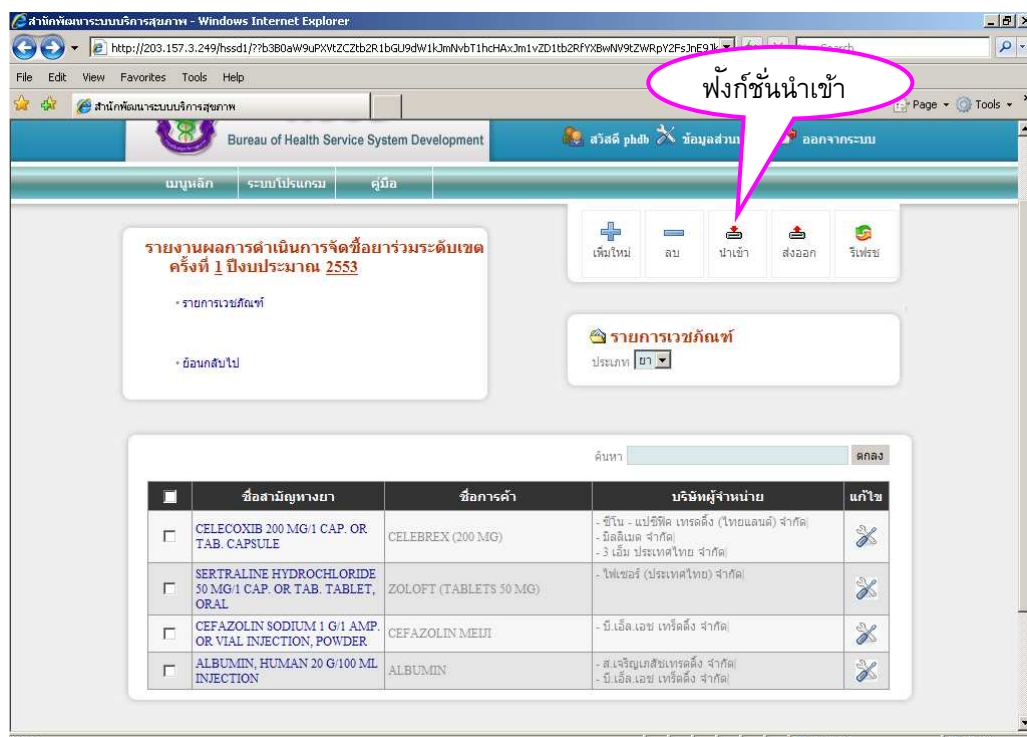 สำนักพัฒนาระบบบริการสุขภาพ - Windows Internet Explorer
File Edit View Favorites Tools Help
สำนักพัฒนาระบบบริการสุขภาพ
Page Tools
ฟังก์ชั่นนำเข้า
Bureau of Health Service System Development
สวัสดี phdb ออกจากระบบ
เมนูหลัก ระบบโปรแกรม คู่มือ
เพิ่มใหม่ ลบ นำเข้า ส่งออก รีเฟรช
รายงานผลการดำเนินการจัดซื้อยาร่วมระดับเขต
ครั้งที่ 1 ปีงบประมาณ 2553
รายการเวชภัณฑ์
ย้อนกลับไป
รายการเวชภัณฑ์
ประเภท ยา
ค้นหา ตกลง
ชื่อสามัญทางยา ชื่อการค้า บริษัทผู้จำหน่าย แก้ไข
CELECOXIB 200 MG/1 CAP. OR
TAB. CAPSULE
CELEBREX (200 MG)
- ซีโน - แปซิฟิค เทรดดิ้ง (ไทยแลนด์) จำกัด|
- มิลลิเมด จำกัด|
- 3 เอ็ม ประเทศไทย จำกัด|
SERTRALINE HYDROCHLORIDE
50 MG/1 CAP. OR TAB. TABLET,
ORAL
ZOLOFT (TABLETS 50 MG)
- ไฟเซอร์ (ประเทศไทย) จำกัด|
CEFAZOLIN SODIUM 1 G/1 AMP.
OR VIAL INJECTION, POWDER
CEFAZOLIN MEIJI
- บี.เอ็ล.เอช เทร็ดดิ้ง จำกัด|
ALBUMIN, HUMAN 20 G/100 ML
INJECTION
ALBUMIN
- ส.เจริญเภสัชเทรดดิ้ง จำกัด|
- บี.เอ็ล.เอช เทร็ดดิ้ง จำกัด|